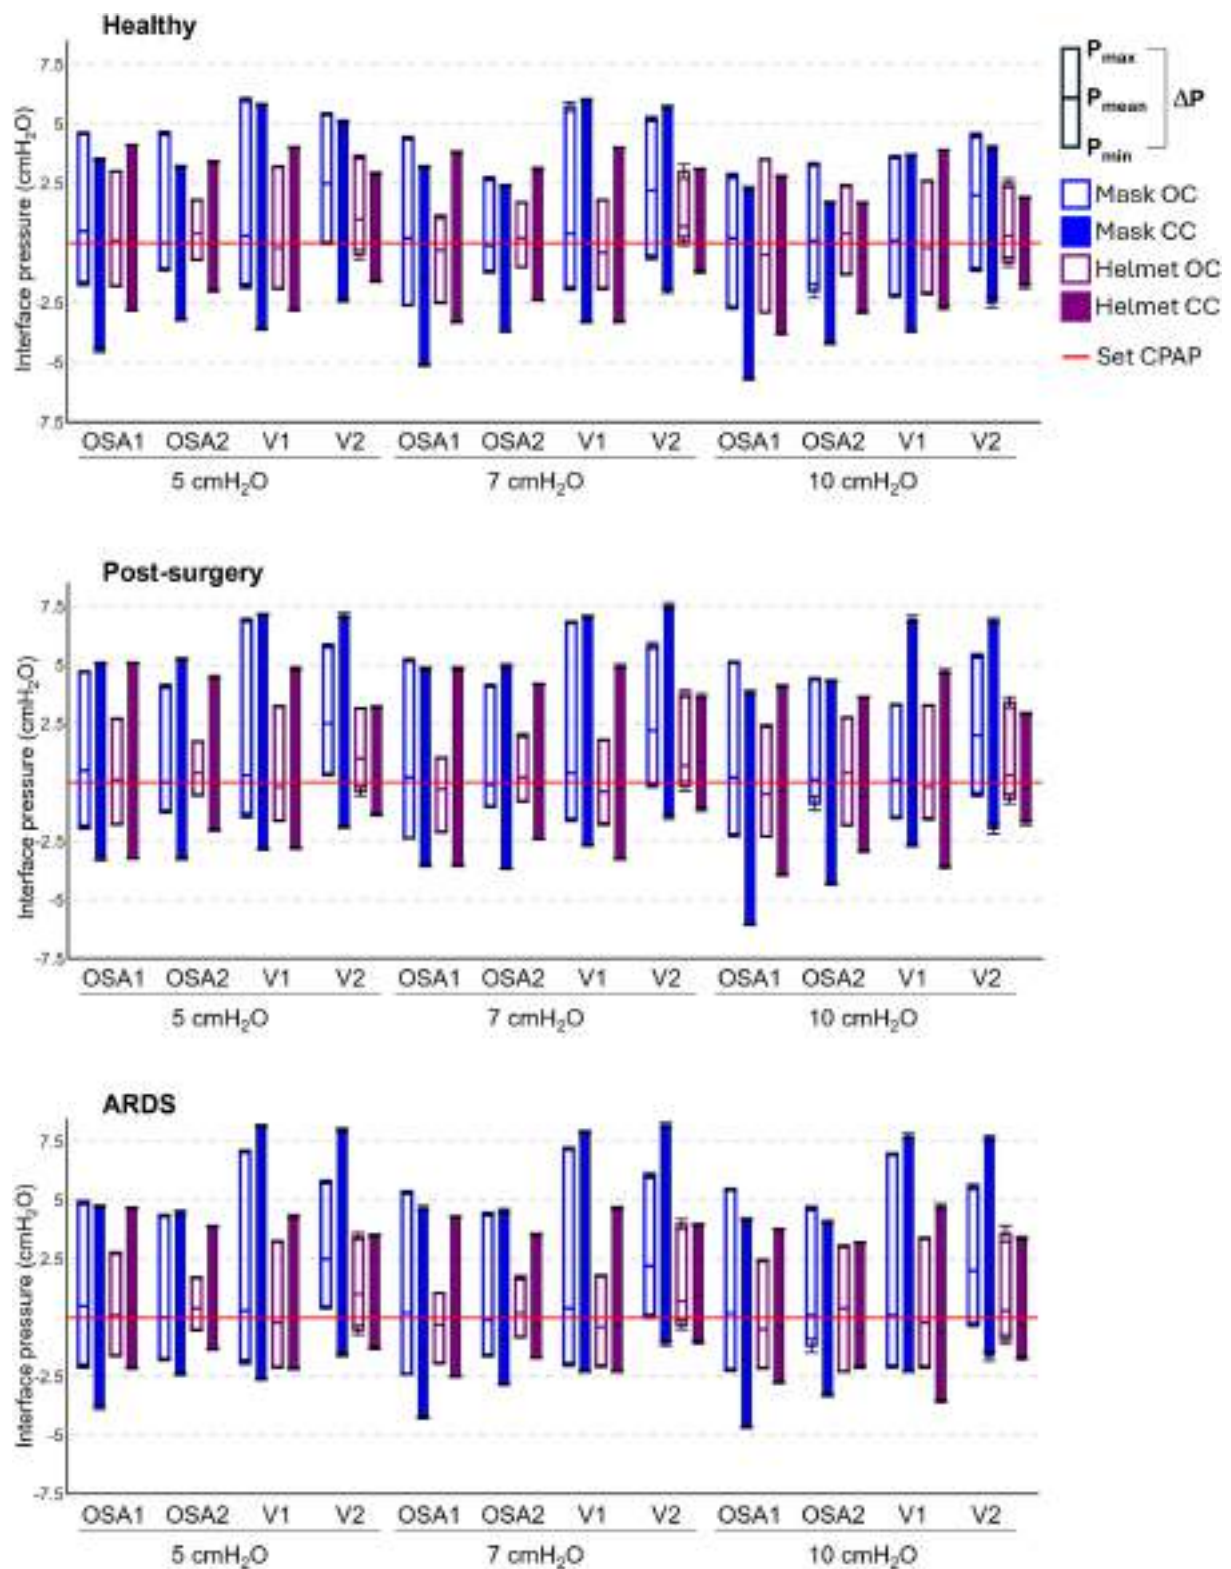 Healthy
7.5
5
2.5
0
-2.5
-5
-7.5
Interface pressure (cmH₂O)
OSA1 OSA2 V1 V2 OSA1 OSA2 V1 V2 OSA1 OSA2 V1 V2
5 cmH₂O 7 cmH₂O 10 cmH₂O
Pmax
Pmean
Pmin
ΔP
Mask OC
Mask CC
Helmet OC
Helmet CC
Set CPAP
Post-surgery
7.5
5
2.5
0
-2.5
-5
-7.5
Interface pressure (cmH₂O)
OSA1 OSA2 V1 V2 OSA1 OSA2 V1 V2 OSA1 OSA2 V1 V2
5 cmH₂O 7 cmH₂O 10 cmH₂O
ARDS
7.5
5
2.5
0
-2.5
-5
-7.5
Interface pressure (cmH₂O)
OSA1 OSA2 V1 V2 OSA1 OSA2 V1 V2 OSA1 OSA2 V1 V2
5 cmH₂O 7 cmH₂O 10 cmH₂O